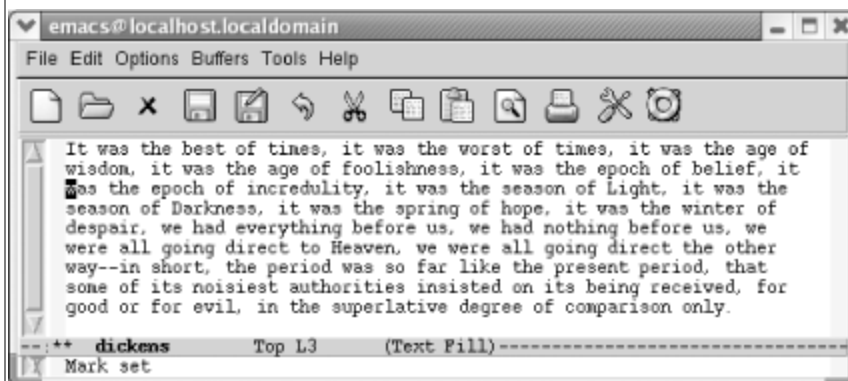 emacs@localhost.localdomain
File Edit Options Buffers Tools Help
It was the best of times, it was the worst of times, it was the age of
wisdom, it was the age of foolishness, it was the epoch of belief, it
was the epoch of incredulity, it was the season of Light, it was the
season of Darkness, it was the spring of hope, it was the winter of
despair, we had everything before us, we had nothing before us, we
were all going direct to Heaven, we were all going direct the other
way--in short, the period was so far like the present period, that
some of its noisiest authorities insisted on its being received, for
good or for evil, in the superlative degree of comparison only.
--:** dickens Top L3 (Text Fill)--------------------------------
Mark set